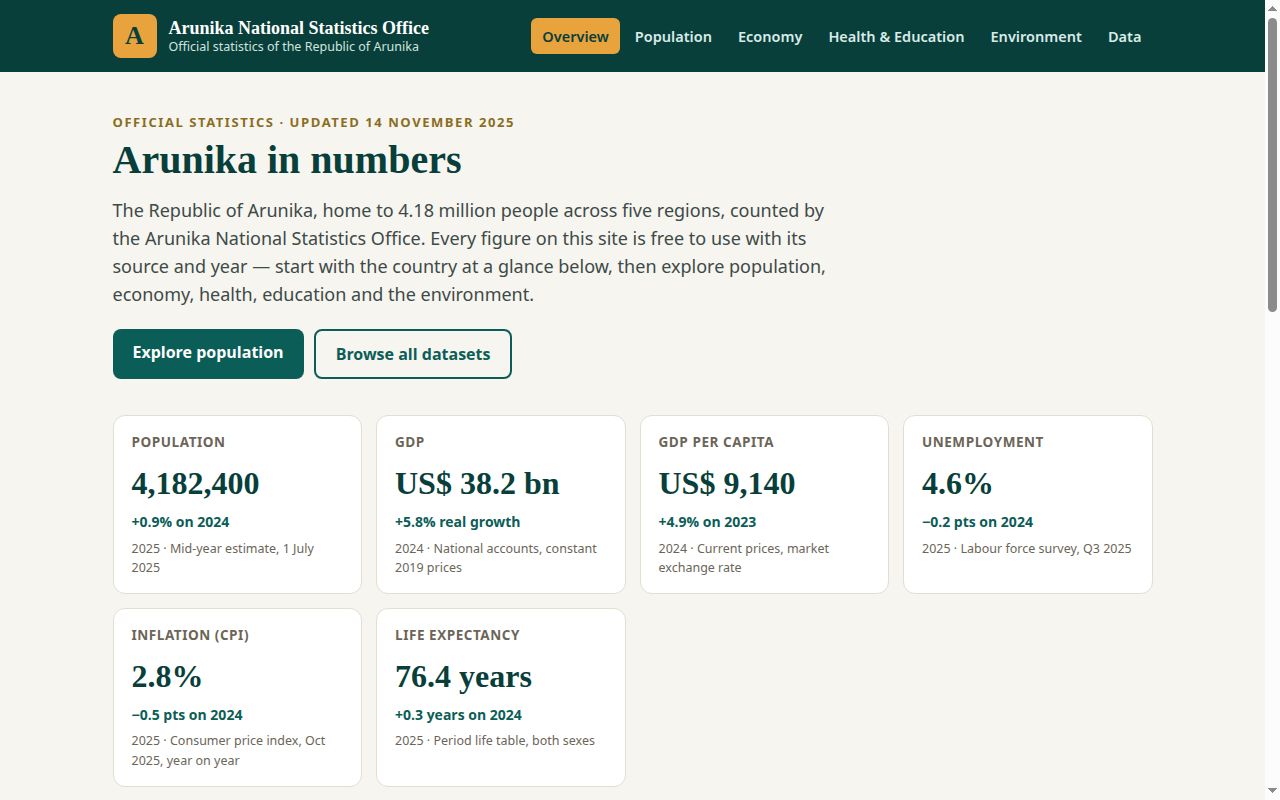 A
Arunika National Statistics Office
Official statistics of the Republic of Arunika
Overview
Population
Economy
Health & Education
Environment
Data
OFFICIAL STATISTICS · UPDATED 14 NOVEMBER 2025
Arunika in numbers
The Republic of Arunika, home to 4.18 million people across five regions, counted by
the Arunika National Statistics Office. Every figure on this site is free to use with its
source and year — start with the country at a glance below, then explore population,
economy, health, education and the environment.
Explore population
Browse all datasets
POPULATION
4,182,400
+0.9% on 2024
2025 · Mid-year estimate, 1 July
2025
GDP
US$ 38.2 bn
+5.8% real growth
2024 · National accounts, constant
2019 prices
GDP PER CAPITA
US$ 9,140
+4.9% on 2023
2024 · Current prices, market
exchange rate
UNEMPLOYMENT
4.6%
−0.2 pts on 2024
2025 · Labour force survey, Q3 2025
INFLATION (CPI)
2.8%
−0.5 pts on 2024
2025 · Consumer price index, Oct
2025, year on year
LIFE EXPECTANCY
76.4 years
+0.3 years on 2024
2025 · Period life table, both sexes